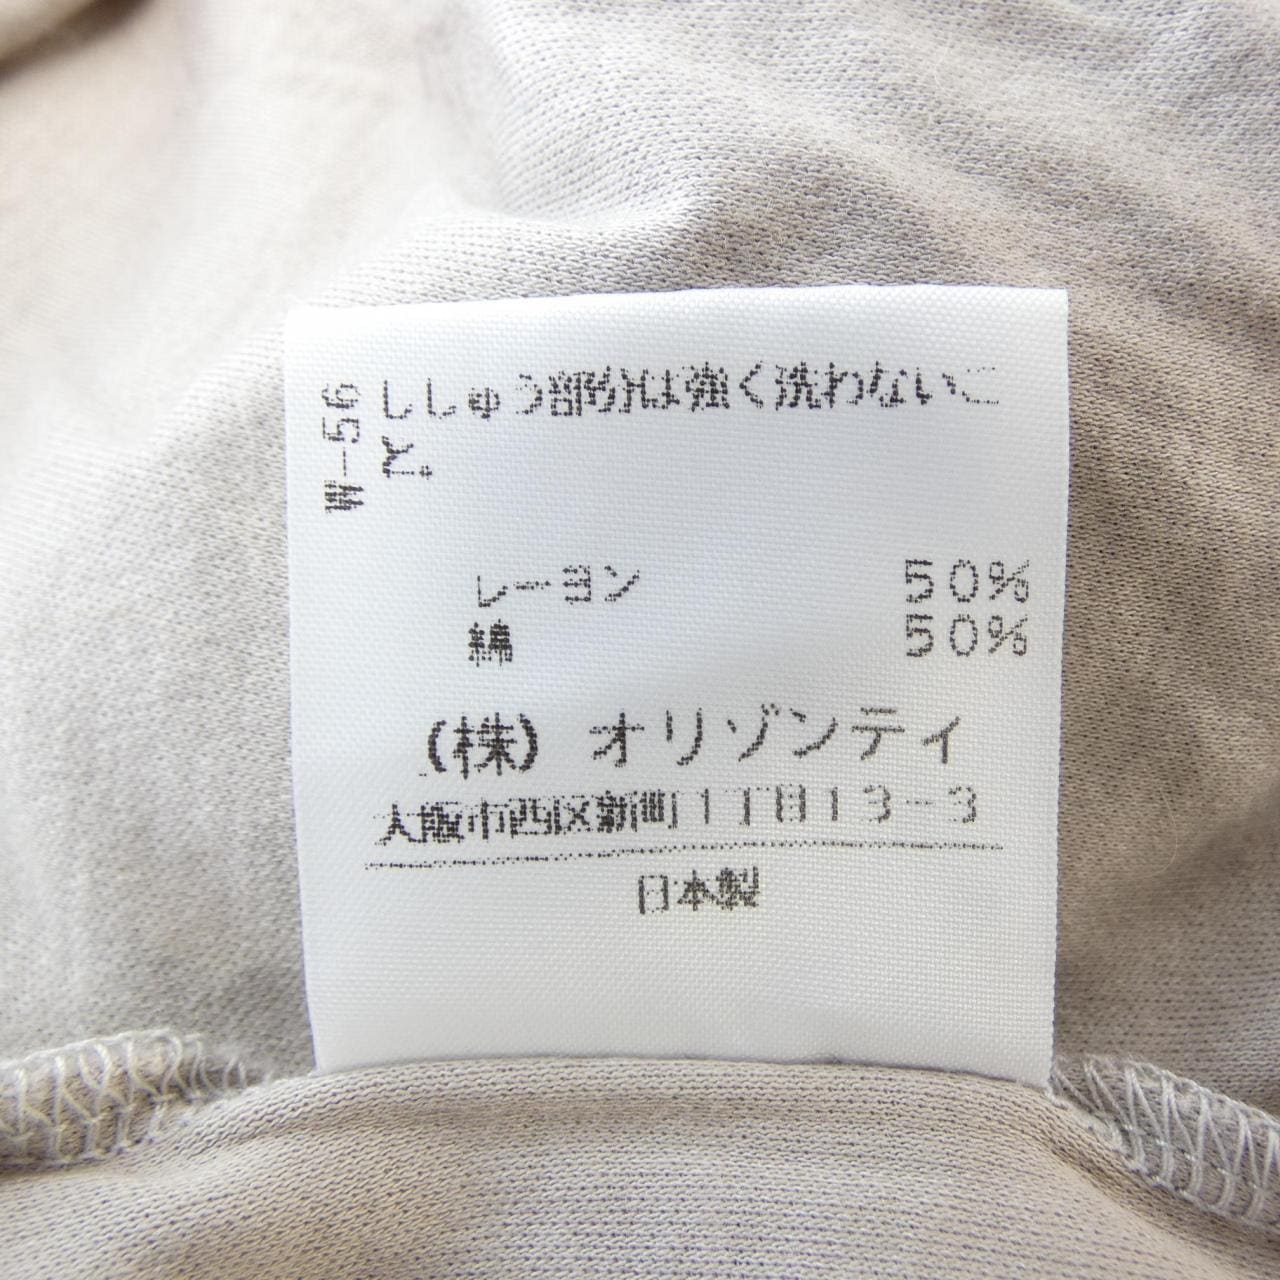 W-56
ししゅう部分は強く洗わないこ
と.
レーヨン 50%
綿 50%
(株) オリゾンティ
大阪市西区新町1丁目13-3
日本製